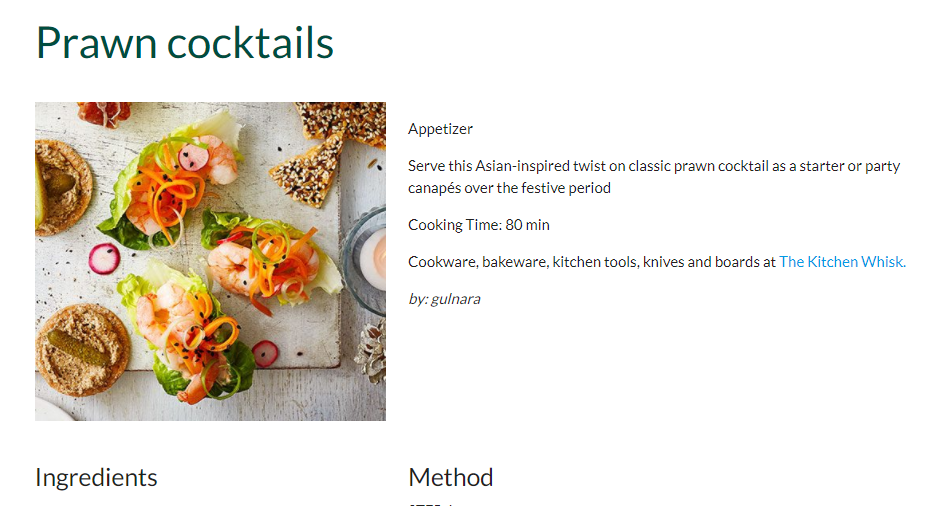 Prawn cocktails
Appetizer
Serve this Asian-inspired twist on classic prawn cocktail as a starter or party
canapés over the festive period
Cooking Time: 80 min
Cookware, bakeware, kitchen tools, knives and boards at The Kitchen Whisk.
by: gulnara
Ingredients
Method